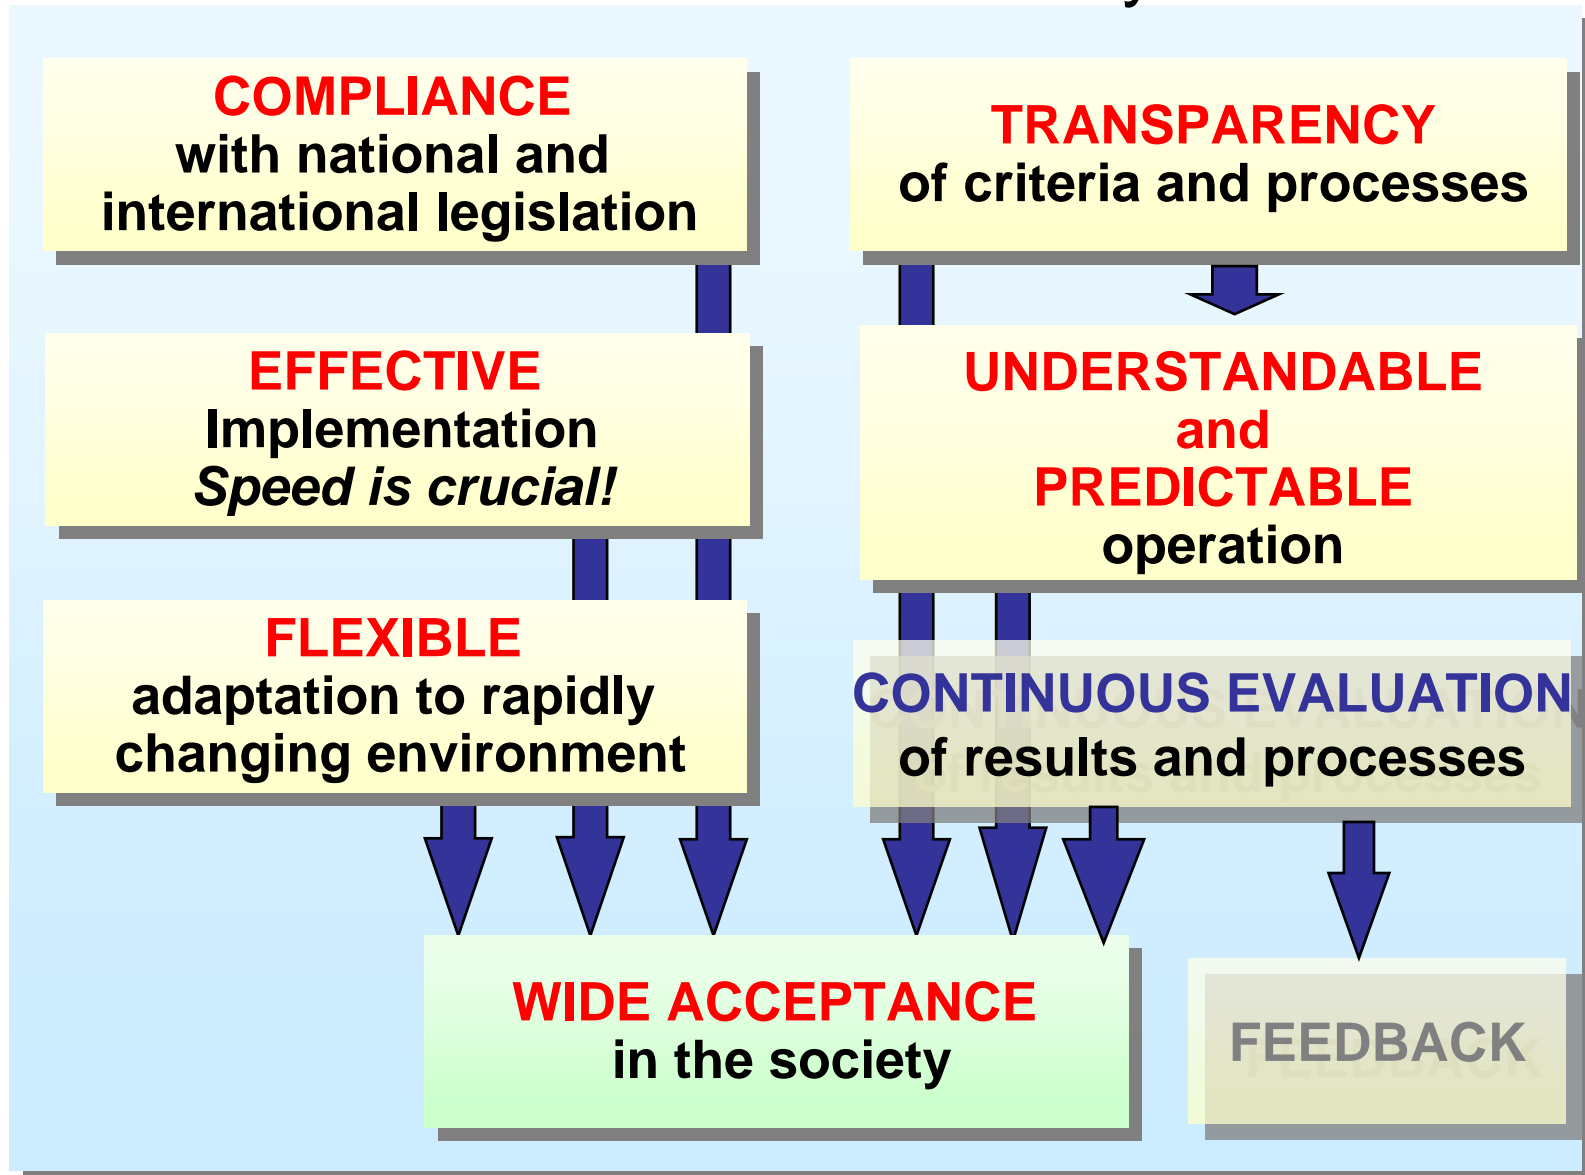 COMPLIANCE
with national and
international legislation
EFFECTIVE
Implementation
Speed is crucial!
FLEXIBLE
adaptation to rapidly
changing environment
TRANSPARENCY
of criteria and processes
UNDERSTANDABLE
and
PREDICTABLE
operation
CONTINUOUS EVALUATION
of results and processes
WIDE ACCEPTANCE
in the society
FEEDBACK